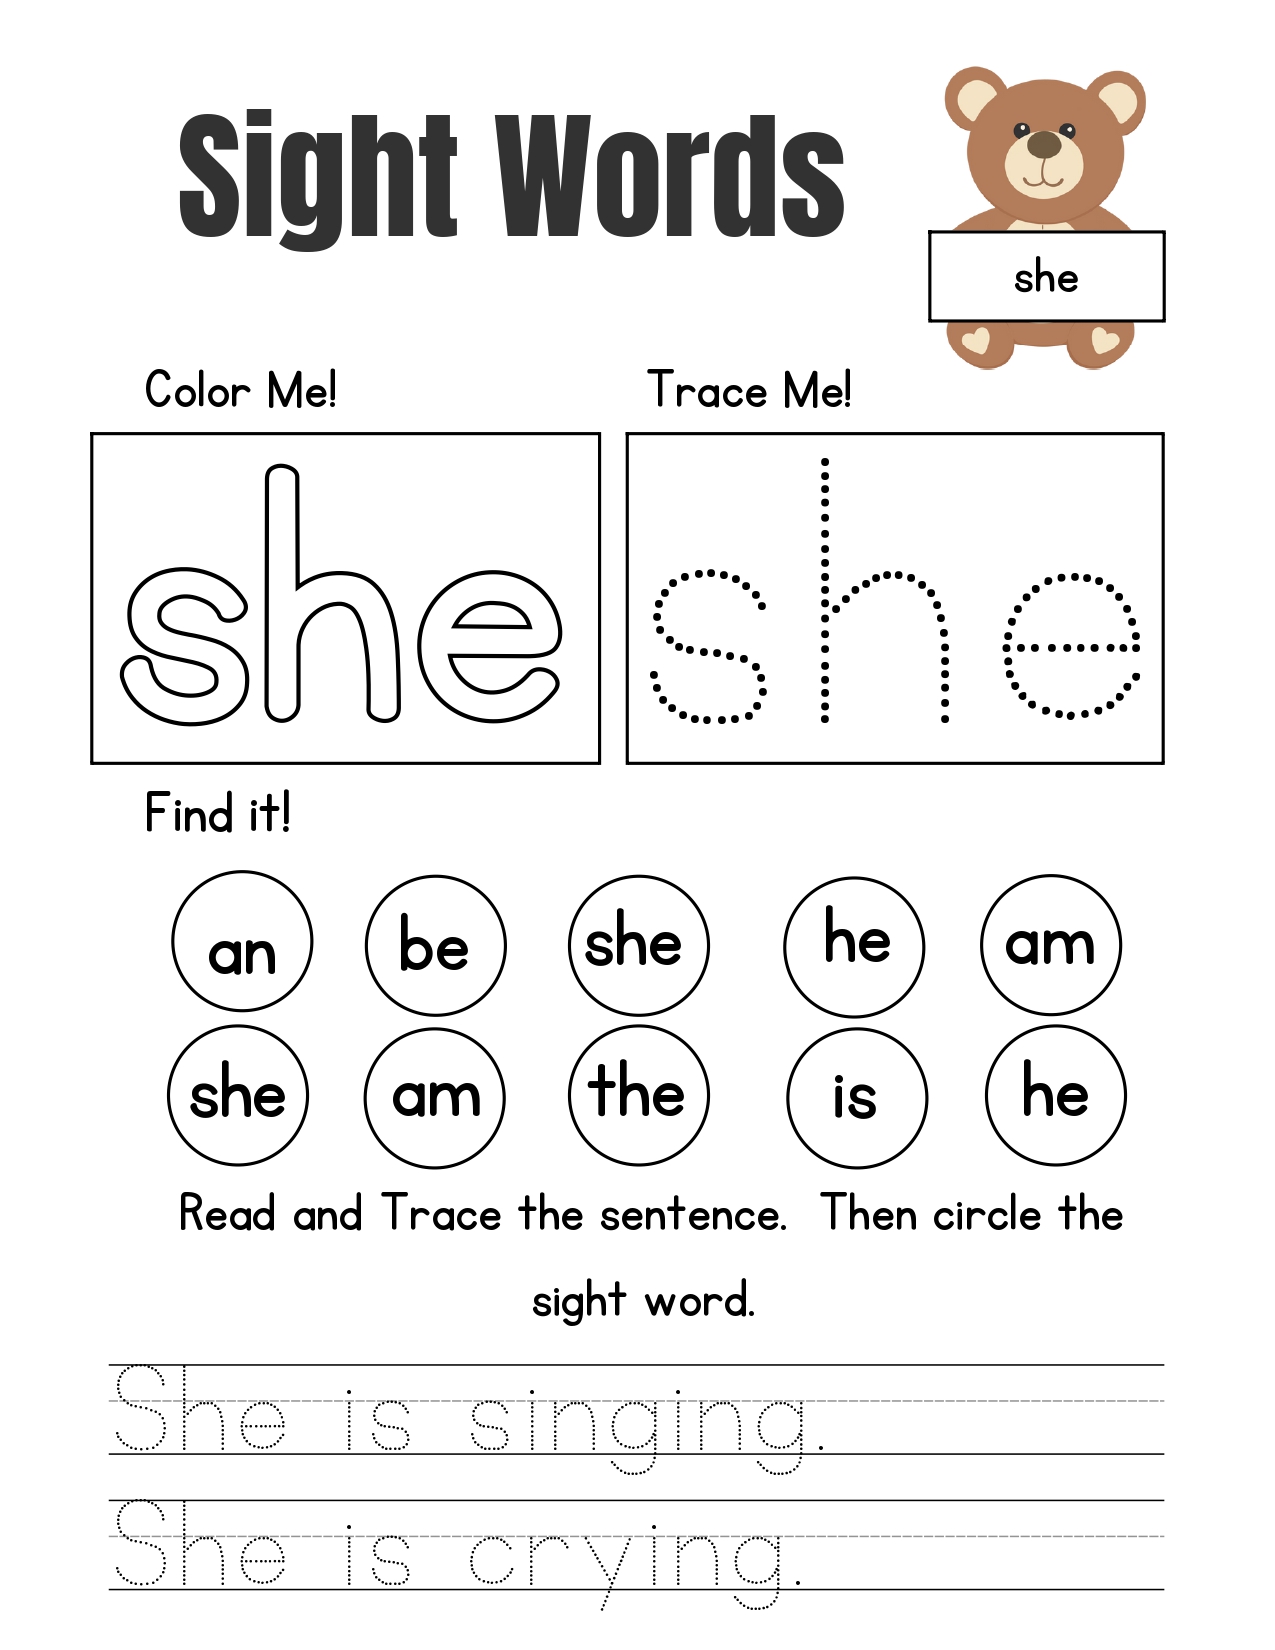 Sight Words
she
Color Me!
Trace Me!
she
she
Find it!
an be she he am
she am the is he
Read and Trace the sentence. Then circle the
sight word.
She is singing.
She is crying.